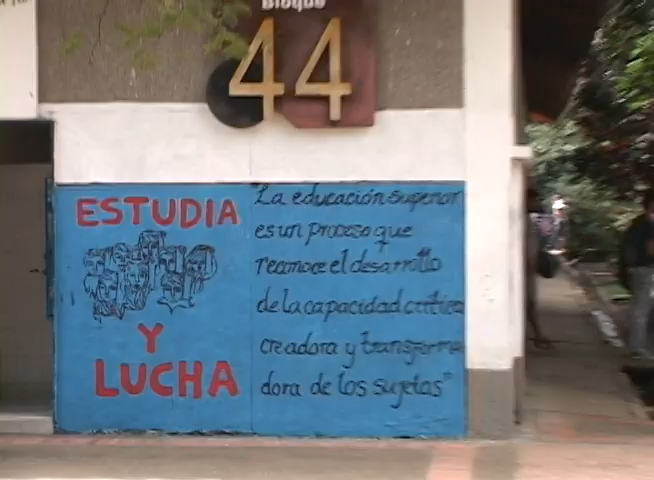 Bloque
44
ESTUDIA
Y
LUCHA
"La educación superior
es un proceso que
reconoce el desarrollo
de la capacidad crítica
creadora y transforma
dora de los sujetos"